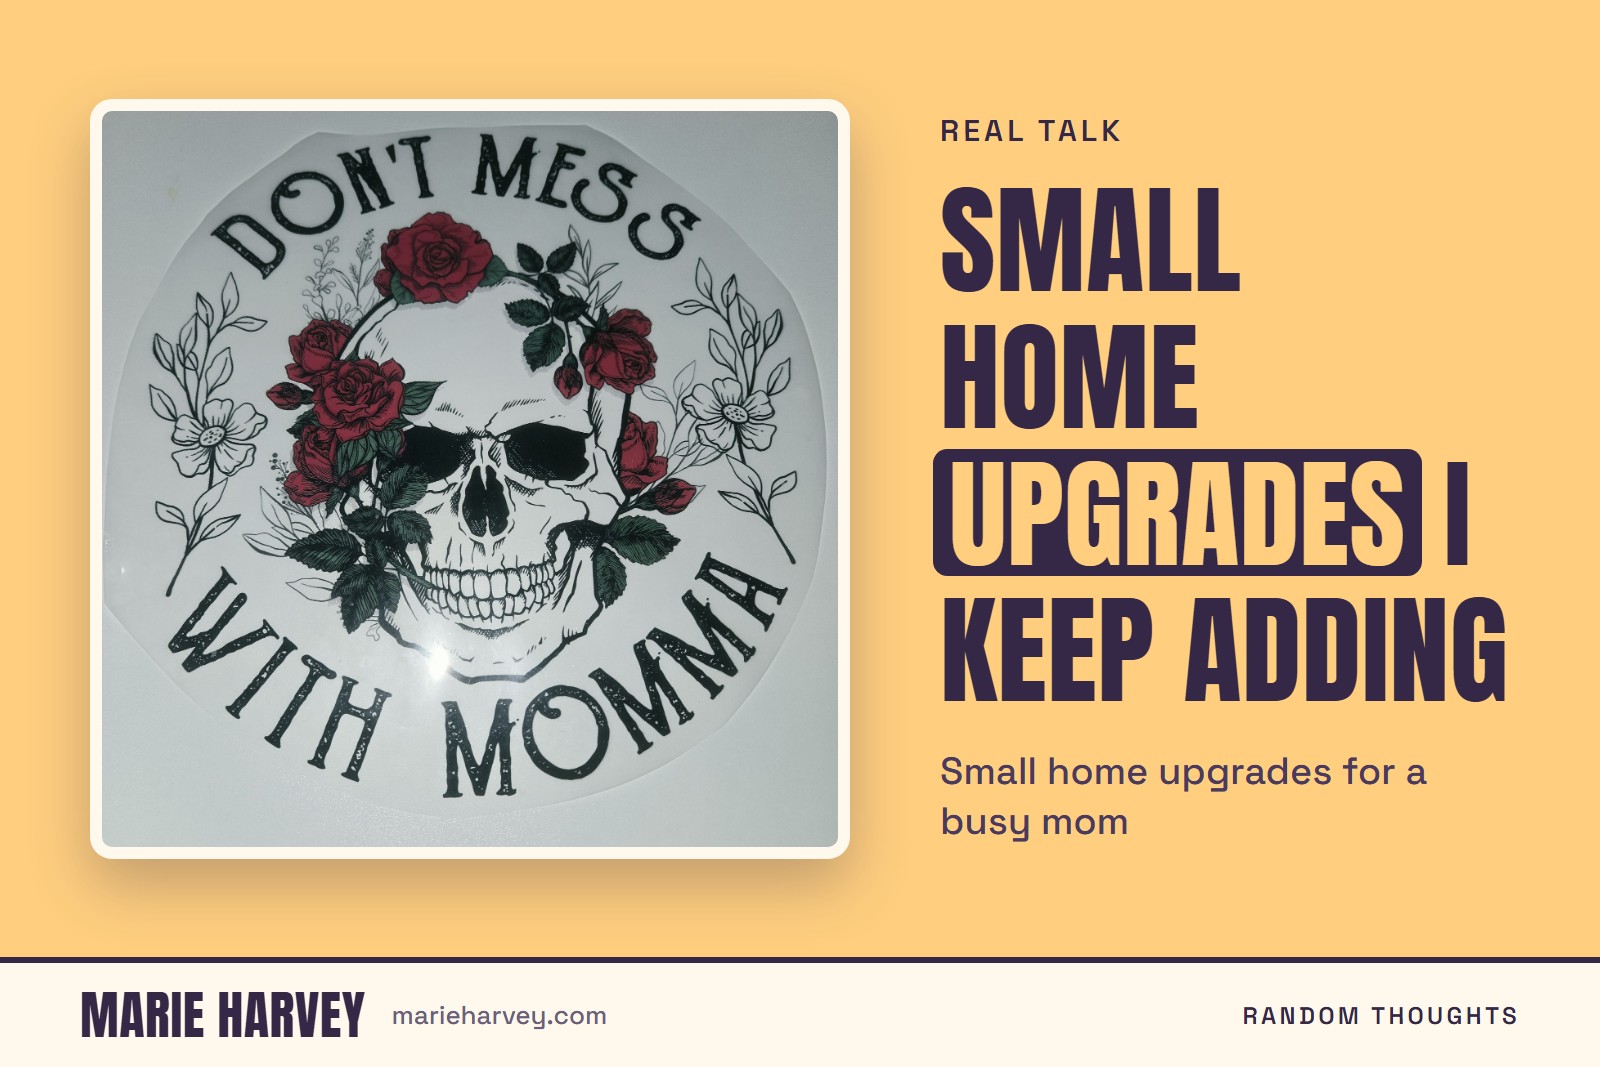 DON'T MESS
WITH MOMMA
REAL TALK
SMALL
HOME
UPGRADES I
KEEP ADDING
Small home upgrades for a
busy mom
MARIE HARVEY
marieharvey.com
RANDOM THOUGHTS